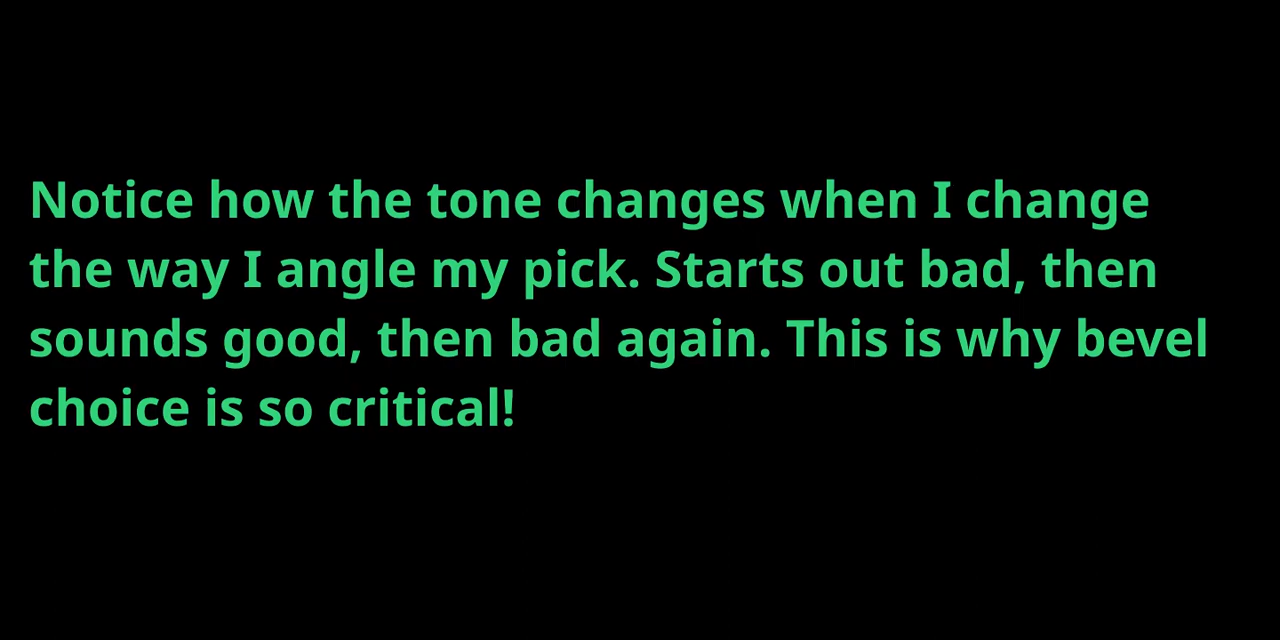 Notice how the tone changes when I change
the way I angle my pick. Starts out bad, then
sounds good, then bad again. This is why bevel
choice is so critical!